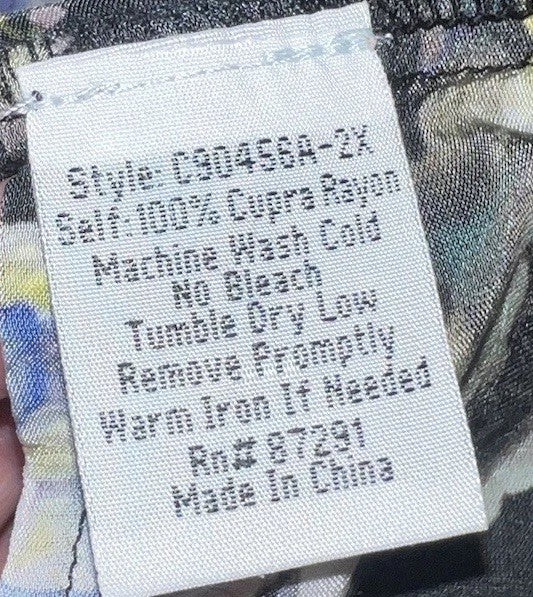 Style: C90456A-2X
Self:100% Cupra Rayon
Machine Wash Cold
No Bleach
Tumble Dry Low
Remove Promptly
Warm Iron If Needed
Rn# 87291
Made In China